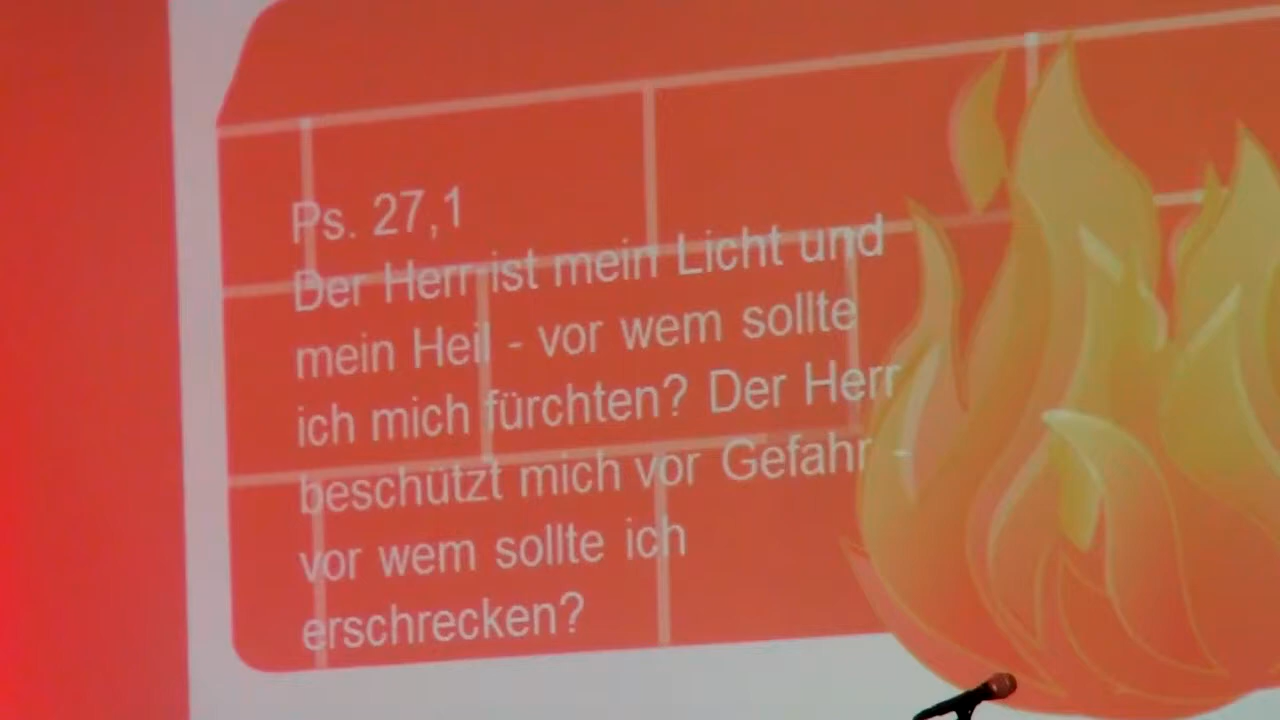 Ps. 27,1
Der Herr ist mein Licht und
mein Heil - vor wem sollte
ich mich fürchten? Der Herr
beschützt mich vor Gefahr
vor wem sollte ich
erschrecken?